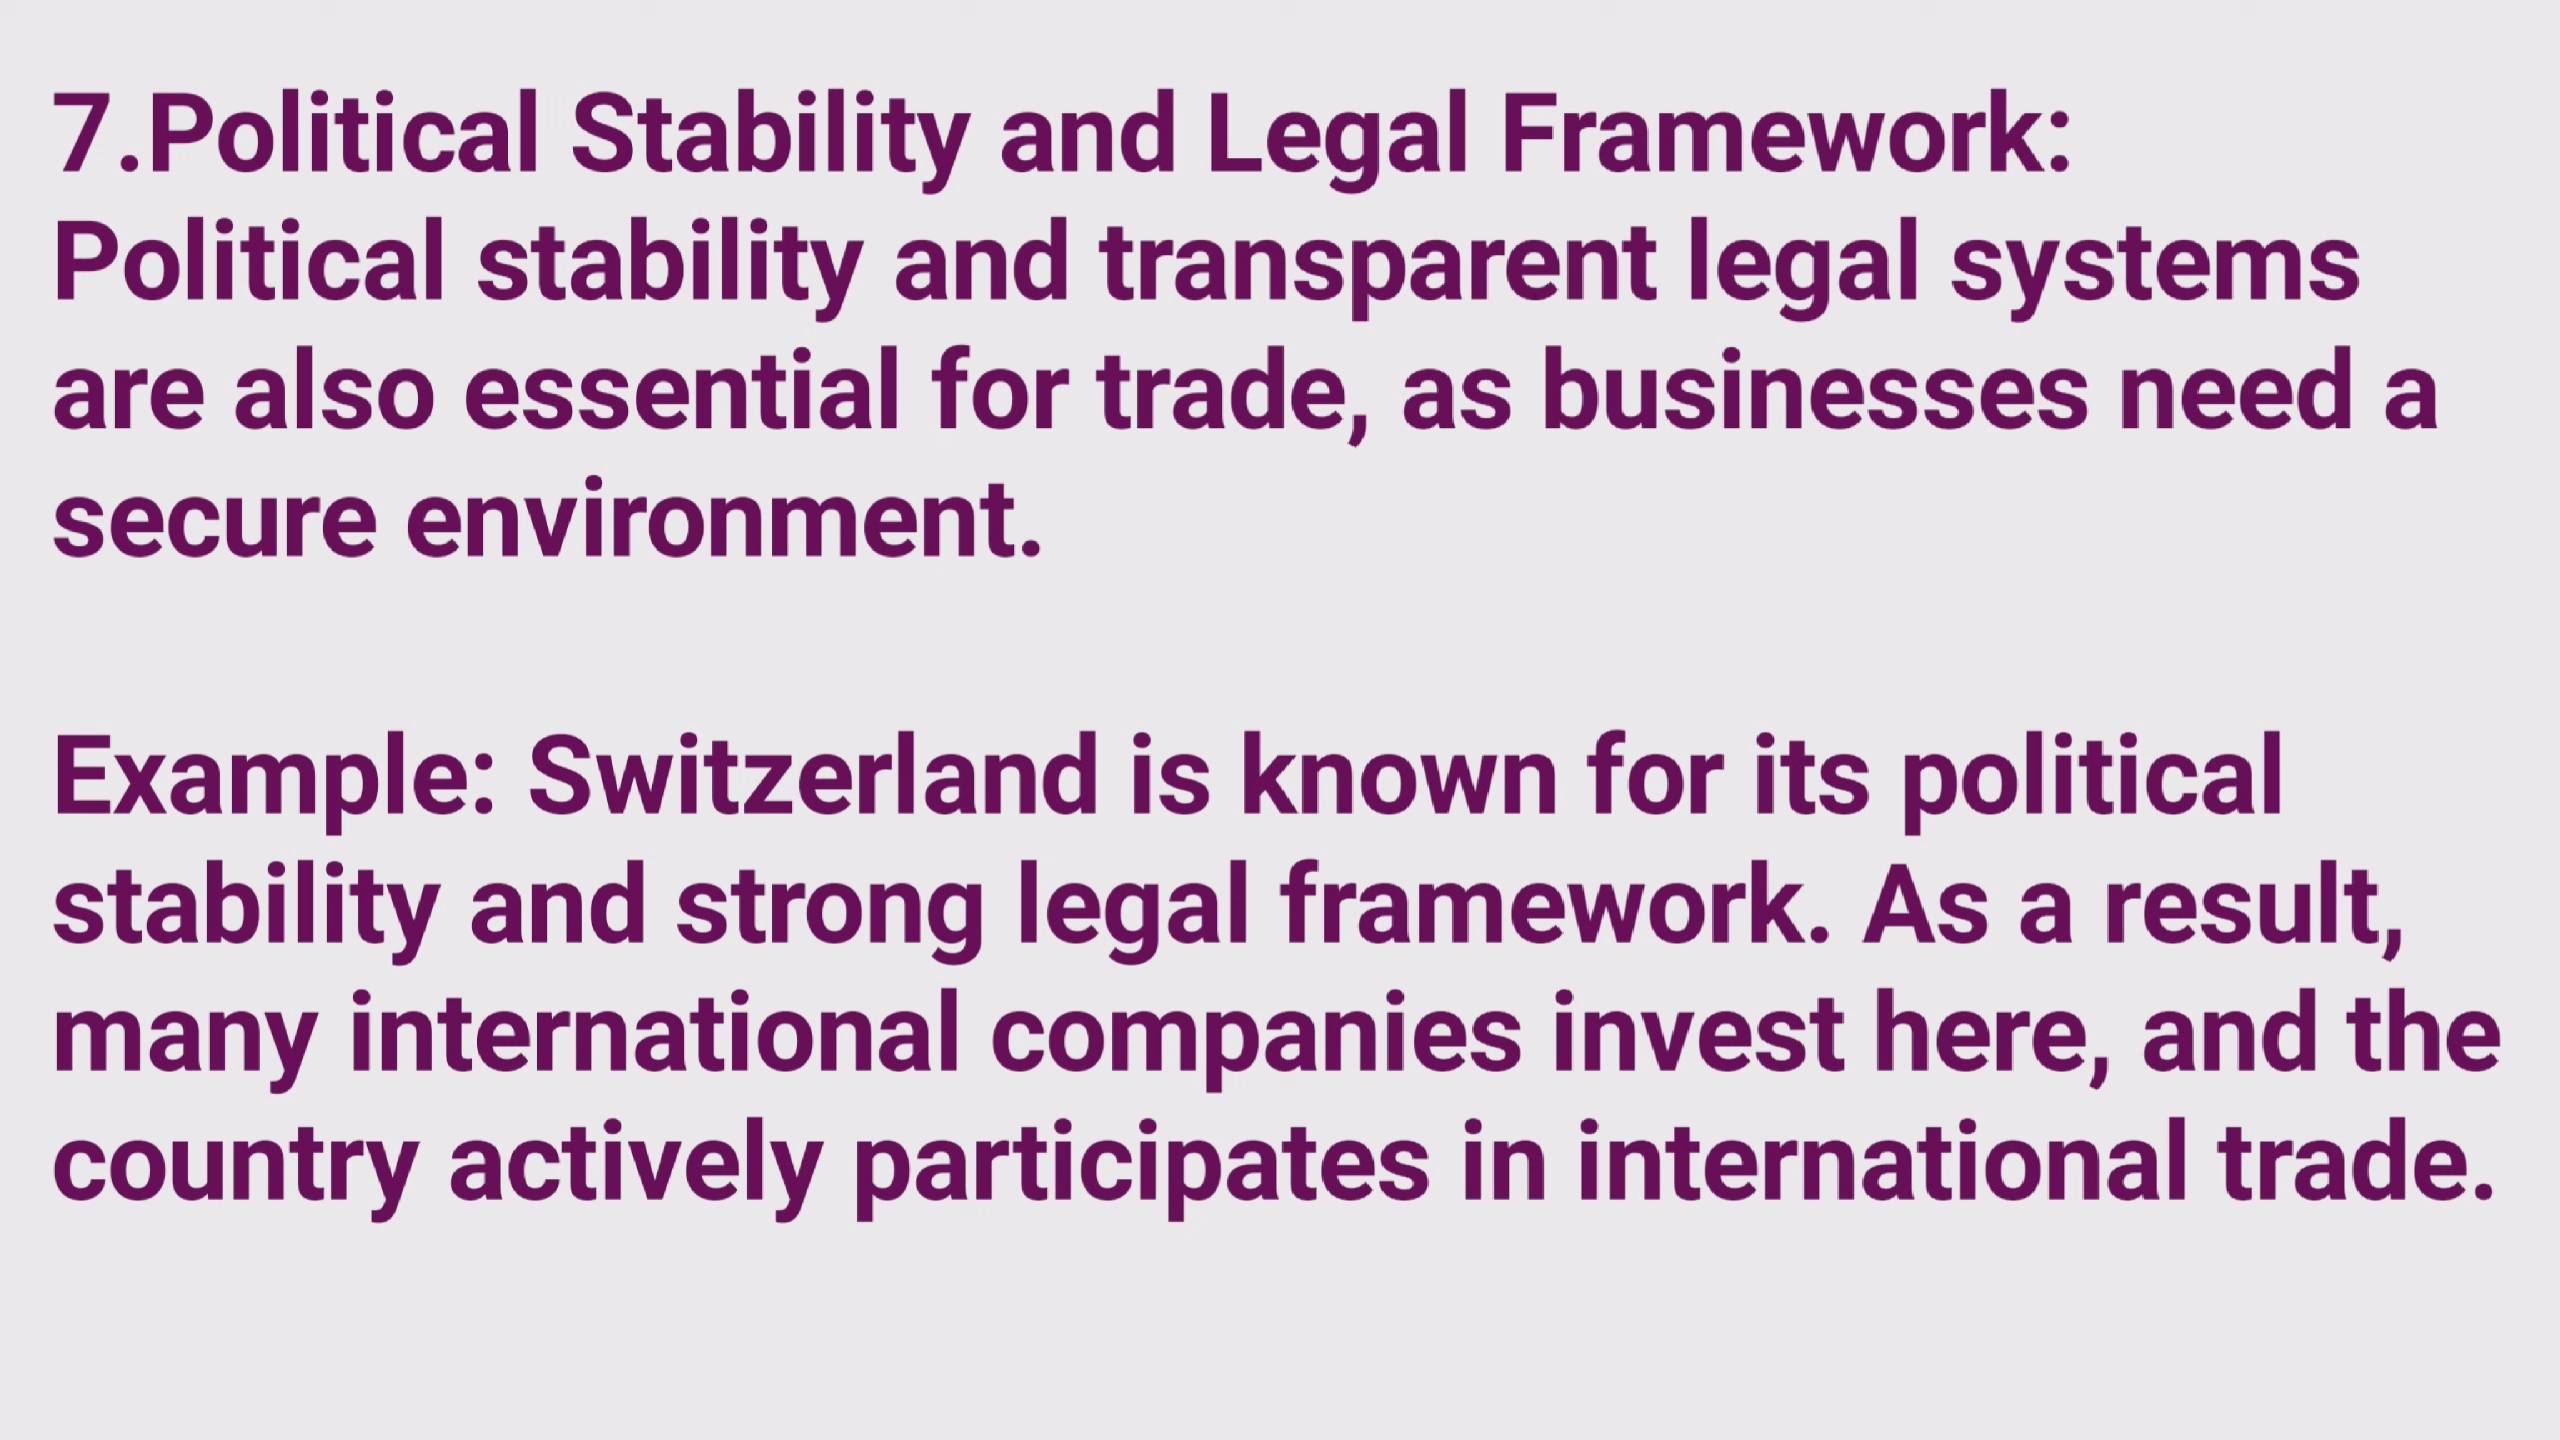 7.Political Stability and Legal Framework:
Political stability and transparent legal systems
are also essential for trade, as businesses need a
secure environment.
Example: Switzerland is known for its political
stability and strong legal framework. As a result,
many international companies invest here, and the
country actively participates in international trade.